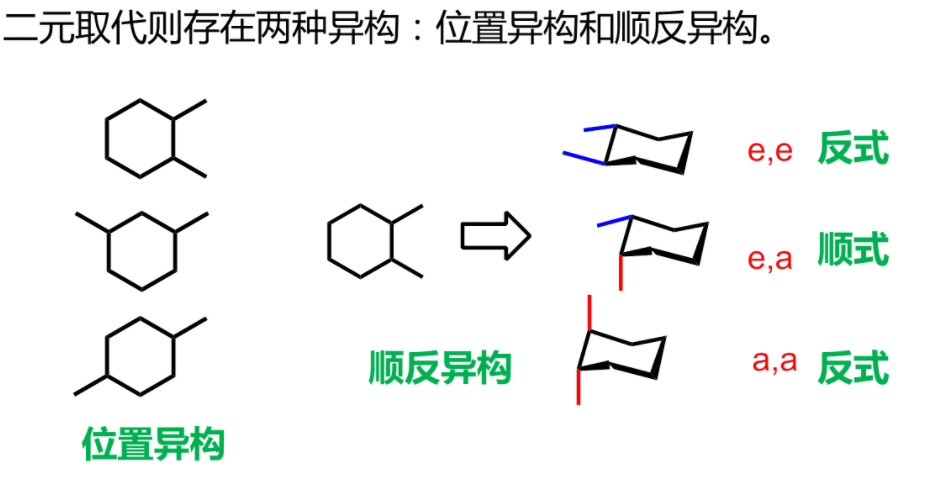 二元取代则存在两种异构：位置异构和顺反异构。
e,e 反式
e,a 顺式
a,a 反式
顺反异构
位置异构